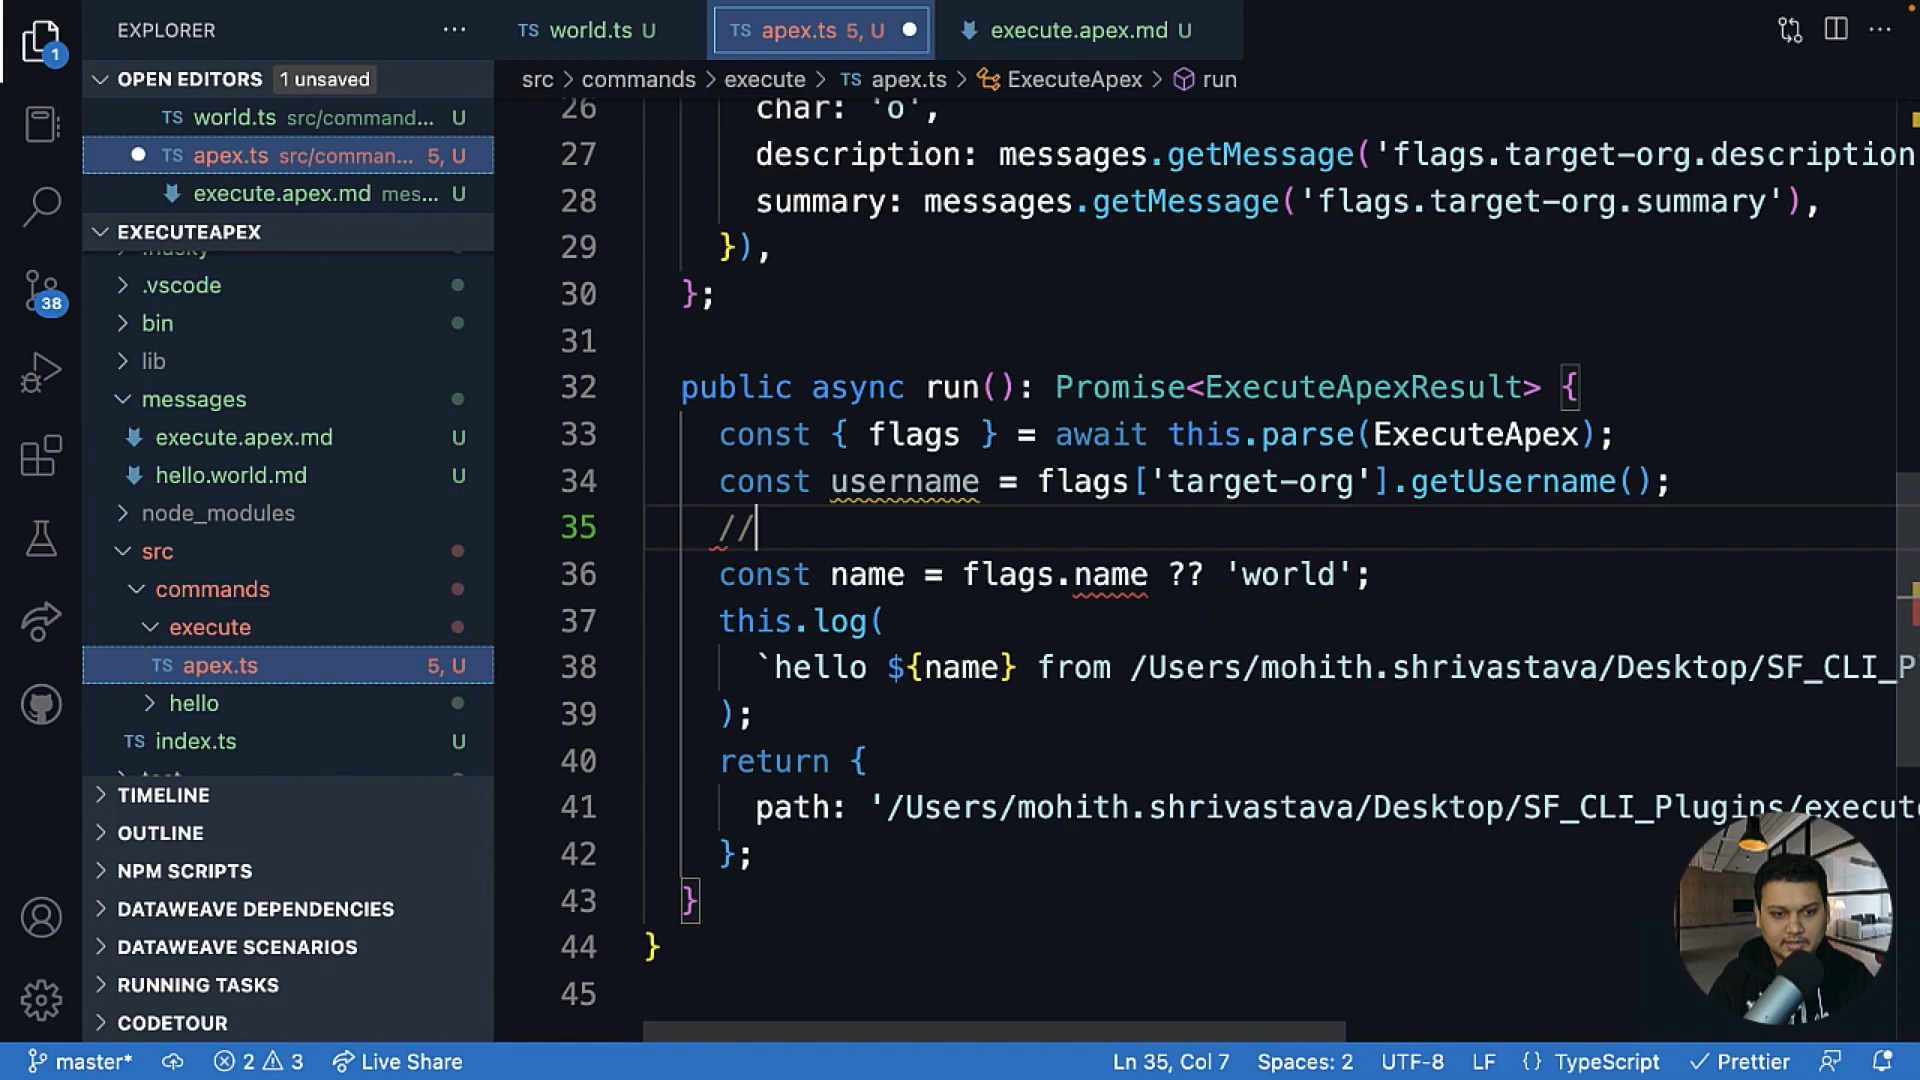 1
EXPLORER
TS world.ts U
TS apex.ts 5, U
execute.apex.md U
OPEN EDITORS 1 unsaved
src > commands > execute > TS apex.ts > ExecuteApex > run
TS world.ts src/command... U
TS apex.ts src/comman... 5, U
execute.apex.md mes... U
EXECUTEAPEX
.husky
.vscode
bin
lib
messages
execute.apex.md U
hello.world.md U
node_modules
src
commands
execute
TS apex.ts 5, U
hello
TS index.ts U
38
TIMELINE
OUTLINE
NPM SCRIPTS
DATAWEAVE DEPENDENCIES
DATAWEAVE SCENARIOS
RUNNING TASKS
CODETOUR
26 char: 'o',
27 description: messages.getMessage('flags.target-org.description
28 summary: messages.getMessage('flags.target-org.summary'),
29 }),
30 };
31
32 public async run(): Promise<ExecuteApexResult> {
33 const { flags } = await this.parse(ExecuteApex);
34 const username = flags['target-org'].getUsername();
35 //
36 const name = flags.name ?? 'world';
37 this.log(
38 `hello ${name} from /Users/mohith.shrivastava/Desktop/SF_CLI_P
39 );
40 return {
41 path: '/Users/mohith.shrivastava/Desktop/SF_CLI_Plugins/execut
42 };
43 }
44 }
45
master* 2 3 Live Share Ln 35, Col 7 Spaces: 2 UTF-8 LF {} TypeScript Prettier